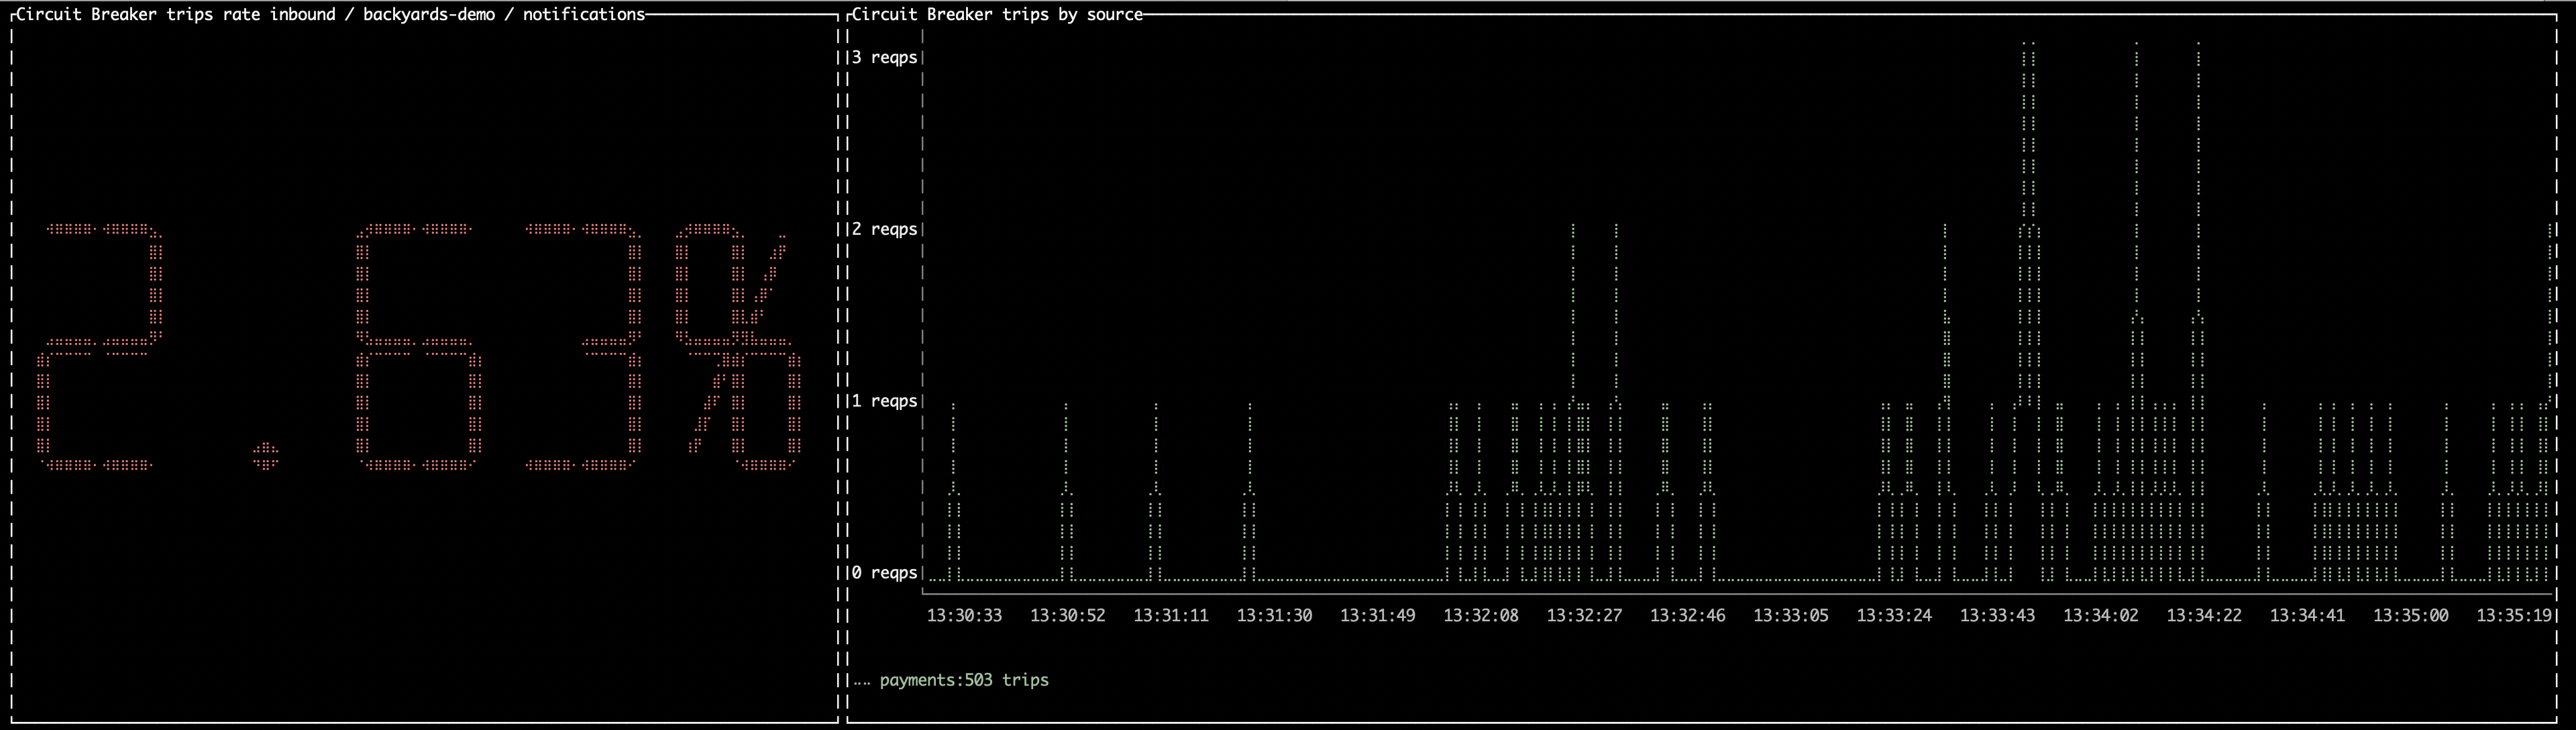 Circuit Breaker trips rate inbound / backyards-demo / notifications
2.63%
Circuit Breaker trips by source
3 reqps
2 reqps
1 reqps
0 reqps
13:30:33 13:30:52 13:31:11 13:31:30 13:31:49 13:32:08 13:32:27 13:32:46 13:33:05 13:33:24 13:33:43 13:34:02 13:34:22 13:34:41 13:35:00 13:35:19
payments:503 trips